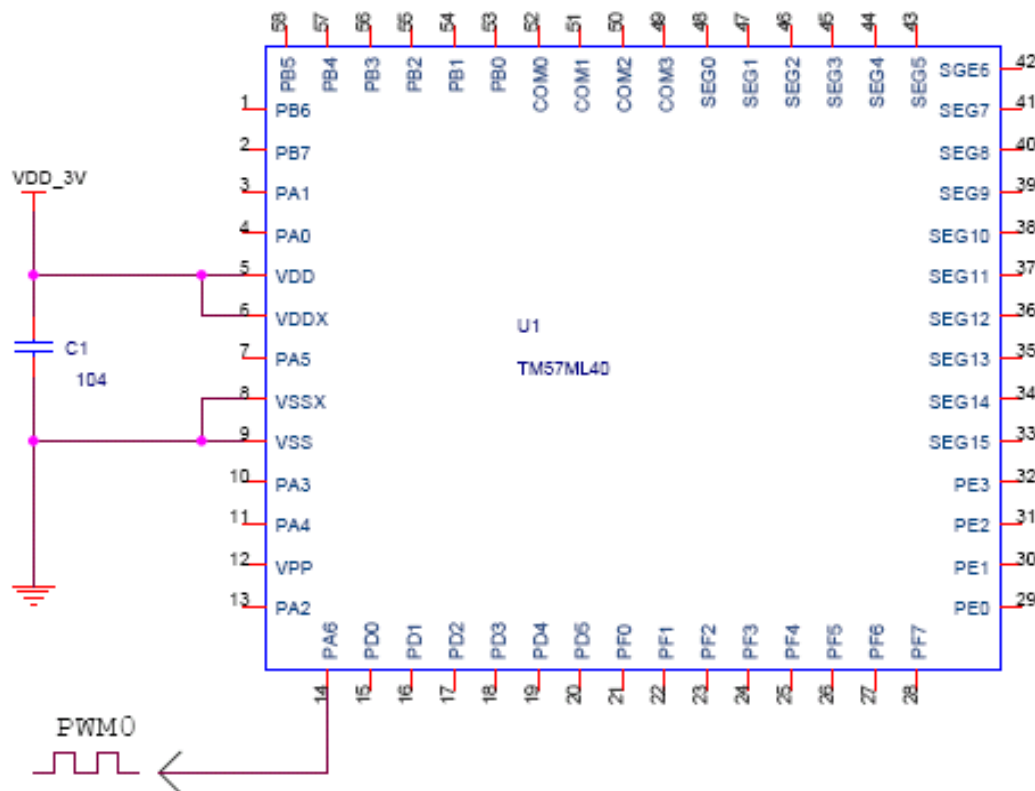 58 57 56 55 54 53 52 51 50 49 48 47 46 45 44 43
PB5 PB4 PB3 PB2 PB1 PB0 COM0 COM1 COM2 COM3 SEG0 SEG1 SEG2 SEG3 SEG4 SEG5
SGE6 42
1 PB6
SEG7 41
2 PB7
SEG8 40
VDD_3V
3 PA1
SEG9 39
4 PA0
SEG10 38
5 VDD
SEG11 37
6 VDDX
SEG12 36
U1
C1
104
7 PA5
TM57ML40
SEG13 35
8 VSSX
SEG14 34
9 VSS
SEG15 33
10 PA3
PE3 32
11 PA4
PE2 31
12 VPP
PE1 30
13 PA2
PE0 29
PA6 PD0 PD1 PD2 PD3 PD4 PD5 PF0 PF1 PF2 PF3 PF4 PF5 PF6 PF7
14 15 16 17 18 19 20 21 22 23 24 25 26 27 28
PWM0